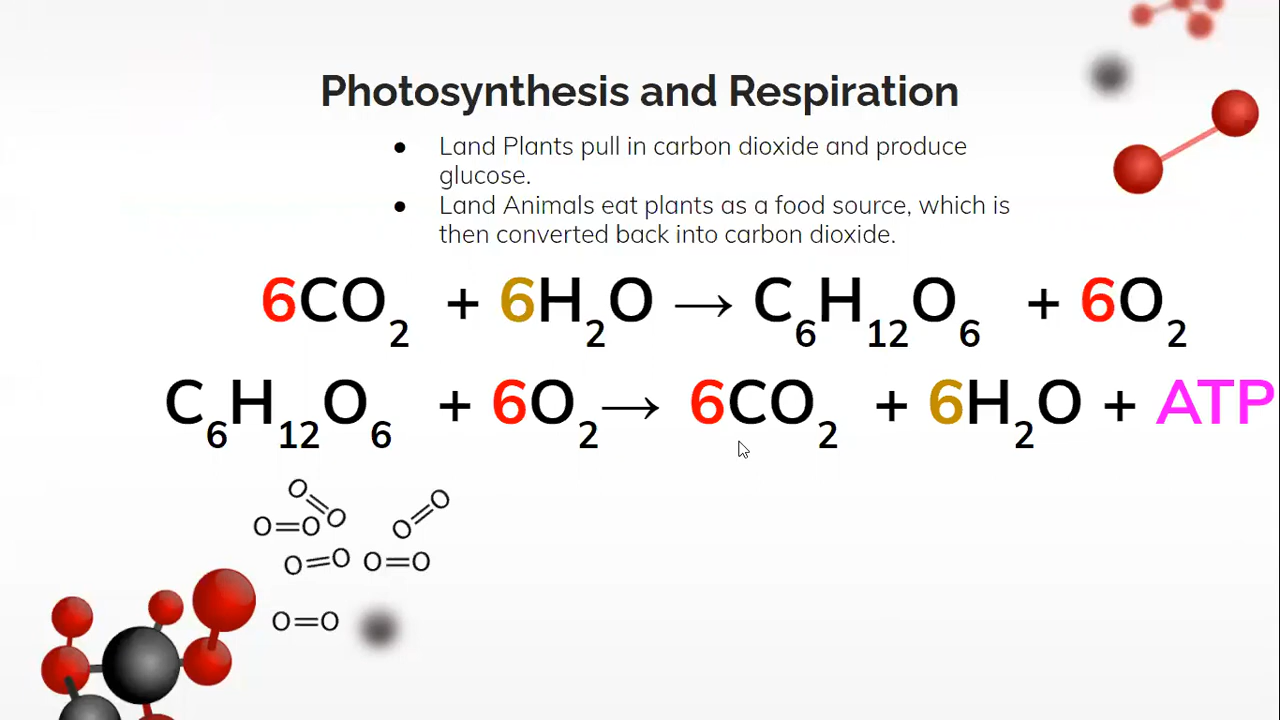 Photosynthesis and Respiration
● Land Plants pull in carbon dioxide and produce
glucose.
● Land Animals eat plants as a food source, which is
then converted back into carbon dioxide.
6CO₂ + 6H₂O → C₆H₁₂O₆ + 6O₂
C₆H₁₂O₆ + 6O₂ → 6CO₂ + 6H₂O + ATP
O=O
O=O
O=O
O=O
O=O
O=O